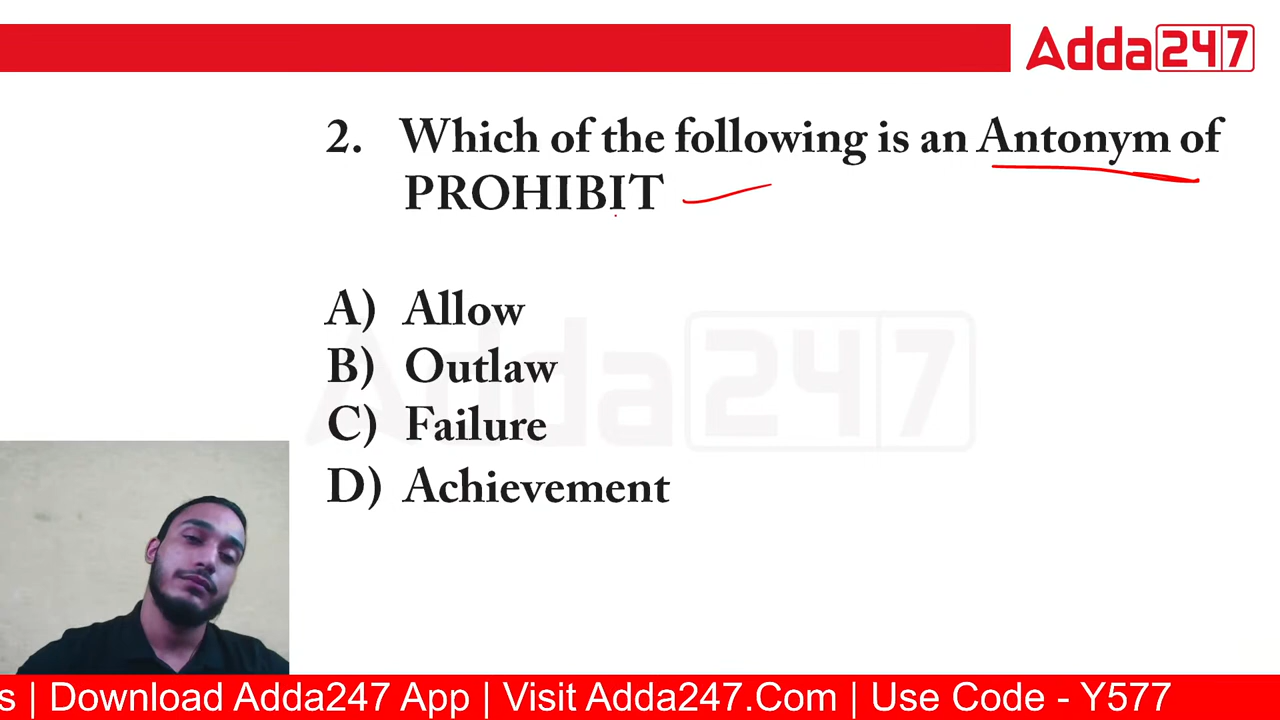 Adda247
2. Which of the following is an Antonym of
PROHIBIT
A) Allow
B) Outlaw
C) Failure
D) Achievement
Adda247
s | Download Adda247 App | Visit Adda247.Com | Use Code - Y577